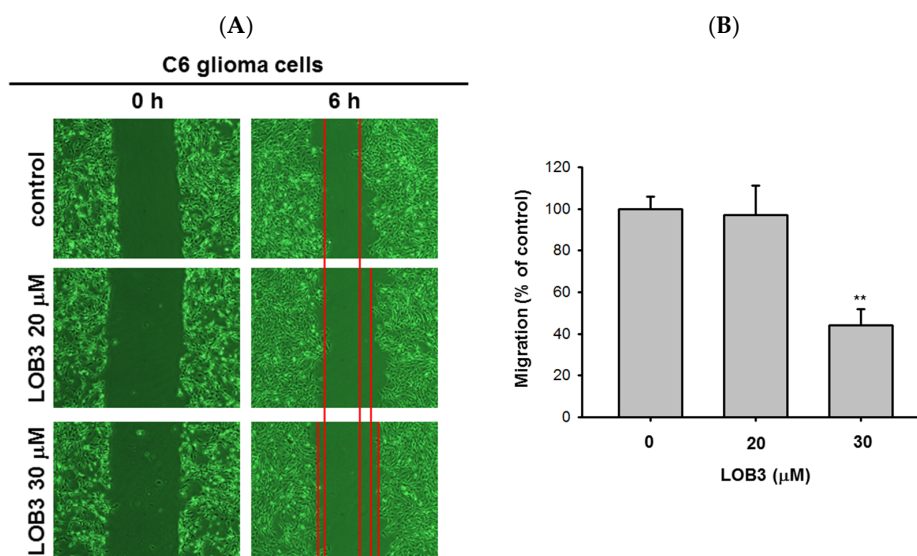 (A)
C6 glioma cells
0 h 6 h
control
LOB3 20 μM
LOB3 30 μM
(B)
Migration (% of control)
120
100
80
60
40
20
0
**
0 20 30
LOB3 (μM)